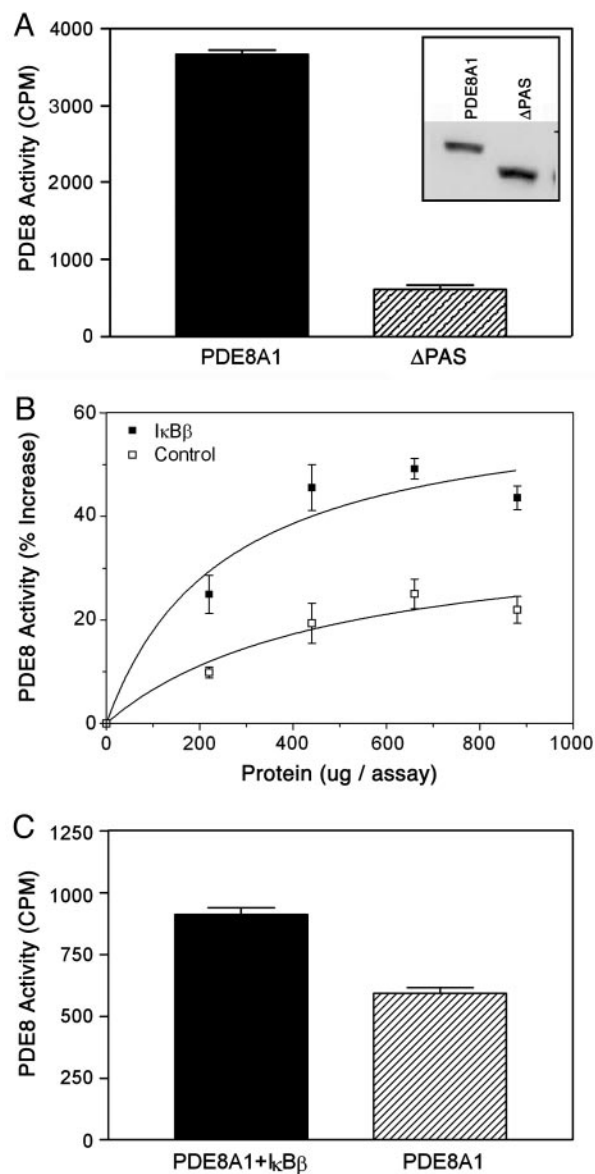 A
PDE8 Activity (CPM)
4000
3000
2000
1000
0
PDE8A1
ΔPAS
PDE8A1
ΔPAS
B
PDE8 Activity (% Increase)
60
40
20
0
IκBβ
Control
0 200 400 600 800 1000
Protein (ug / assay)
C
PDE8 Activity (CPM)
1250
1000
750
500
250
0
PDE8A1+IκBβ
PDE8A1